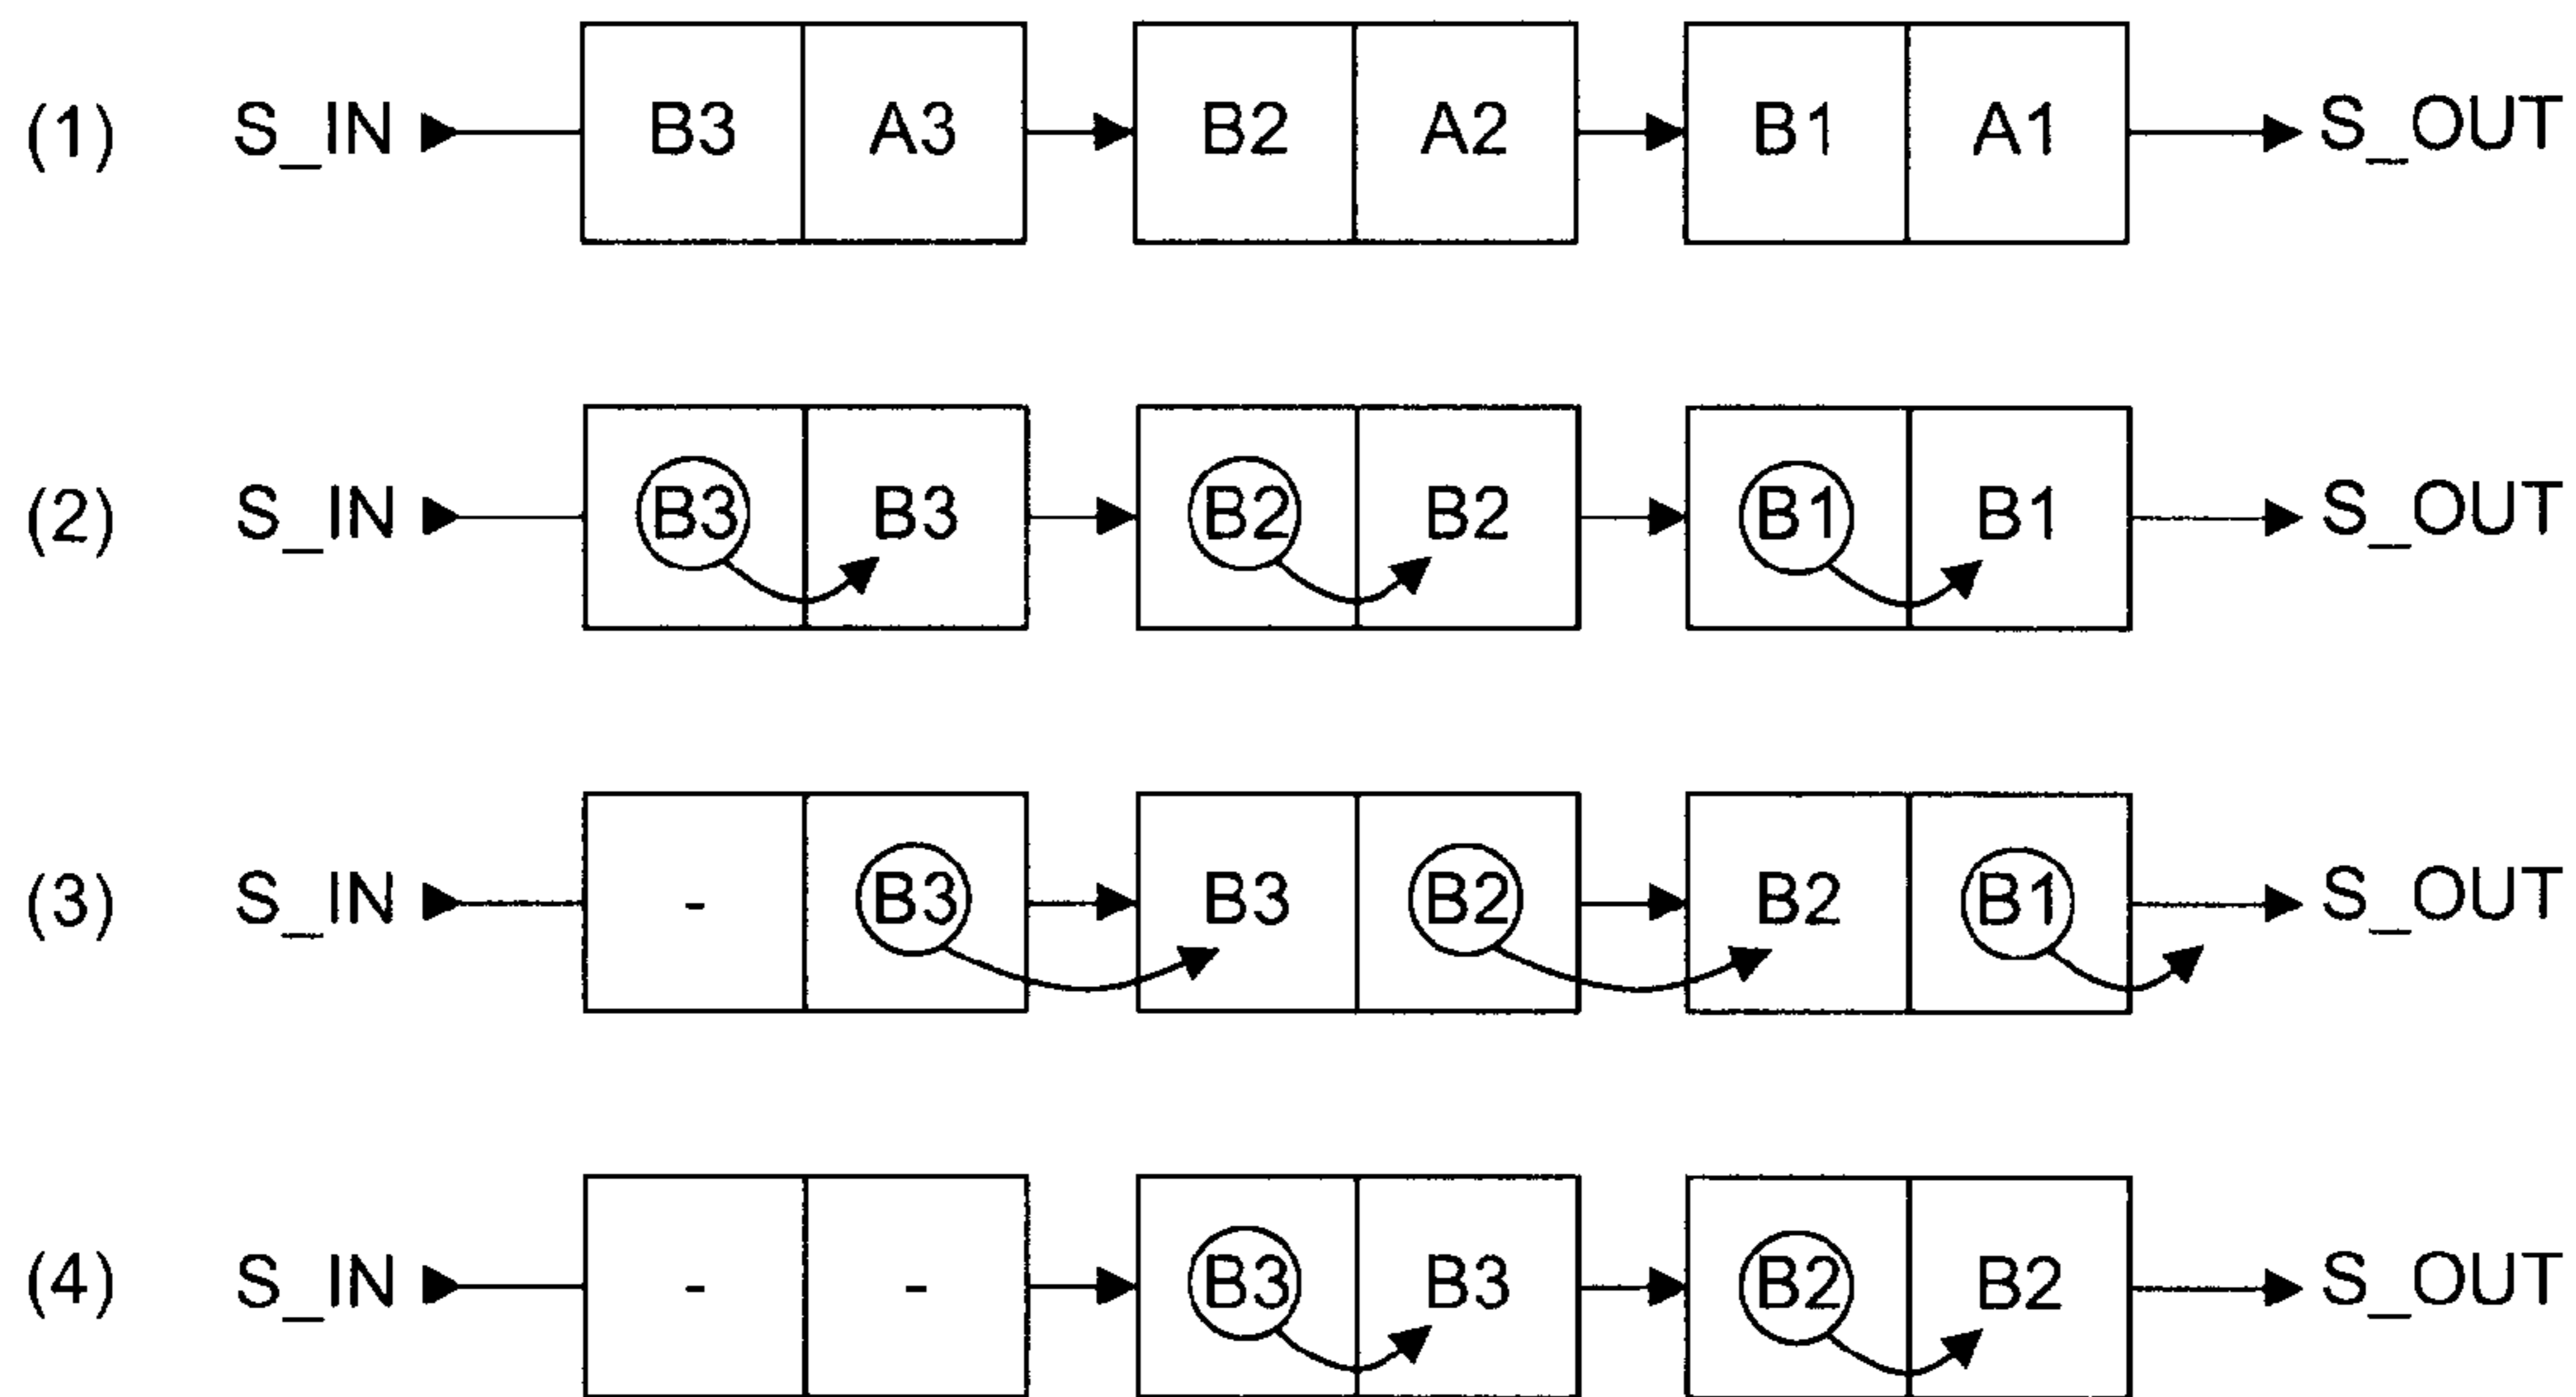 (1) S_IN B3 A3 B2 A2 B1 A1 S_OUT
(2) S_IN B3 B3 B2 B2 B1 B1 S_OUT
(3) S_IN - B3 B3 B2 B2 B1 S_OUT
(4) S_IN - - B3 B3 B2 B2 S_OUT